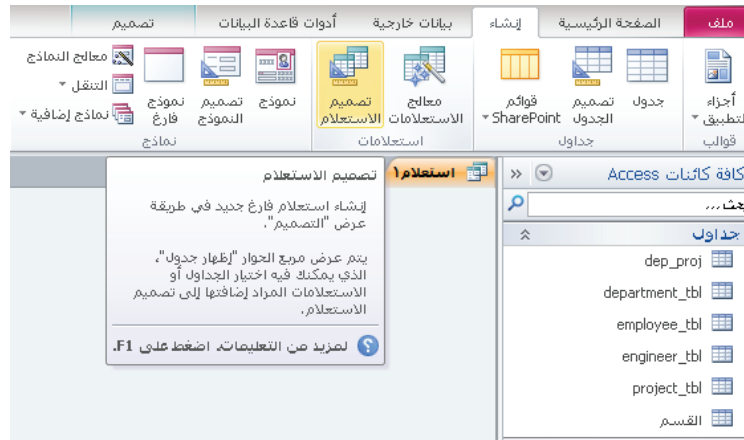 ملف
الصفحة الرئيسية
إنشاء
بيانات خارجية
أدوات قاعدة البيانات
تصميم
أجزاء
لتطبيق
قوالب
جدول
تصميم
الجدول
قوائم
SharePoint
جداول
معالج
الاستعلامات
تصميم
الاستعلام
استعلامات
نموذج
تصميم
النموذج
نموذج
فارغ
معالج النماذج
التنقل
نماذج إضافية
نماذج
كافة كائنات Access
حث...
جداول
dep_proj
department_tbl
employee_tbl
engineer_tbl
project_tbl
القسم
استعلام١
تصميم الاستعلام
إنشاء استعلام فارغ جديد في طريقة
عرض "التصميم".
يتم عرض مربع الحوار "إظهار جدول"،
الذي يمكنك فيه اختيار الجداول أو
الاستعلامات المراد إضافتها إلى تصميم
الاستعلام.
لمزيد من التعليمات، اضغط على F1.